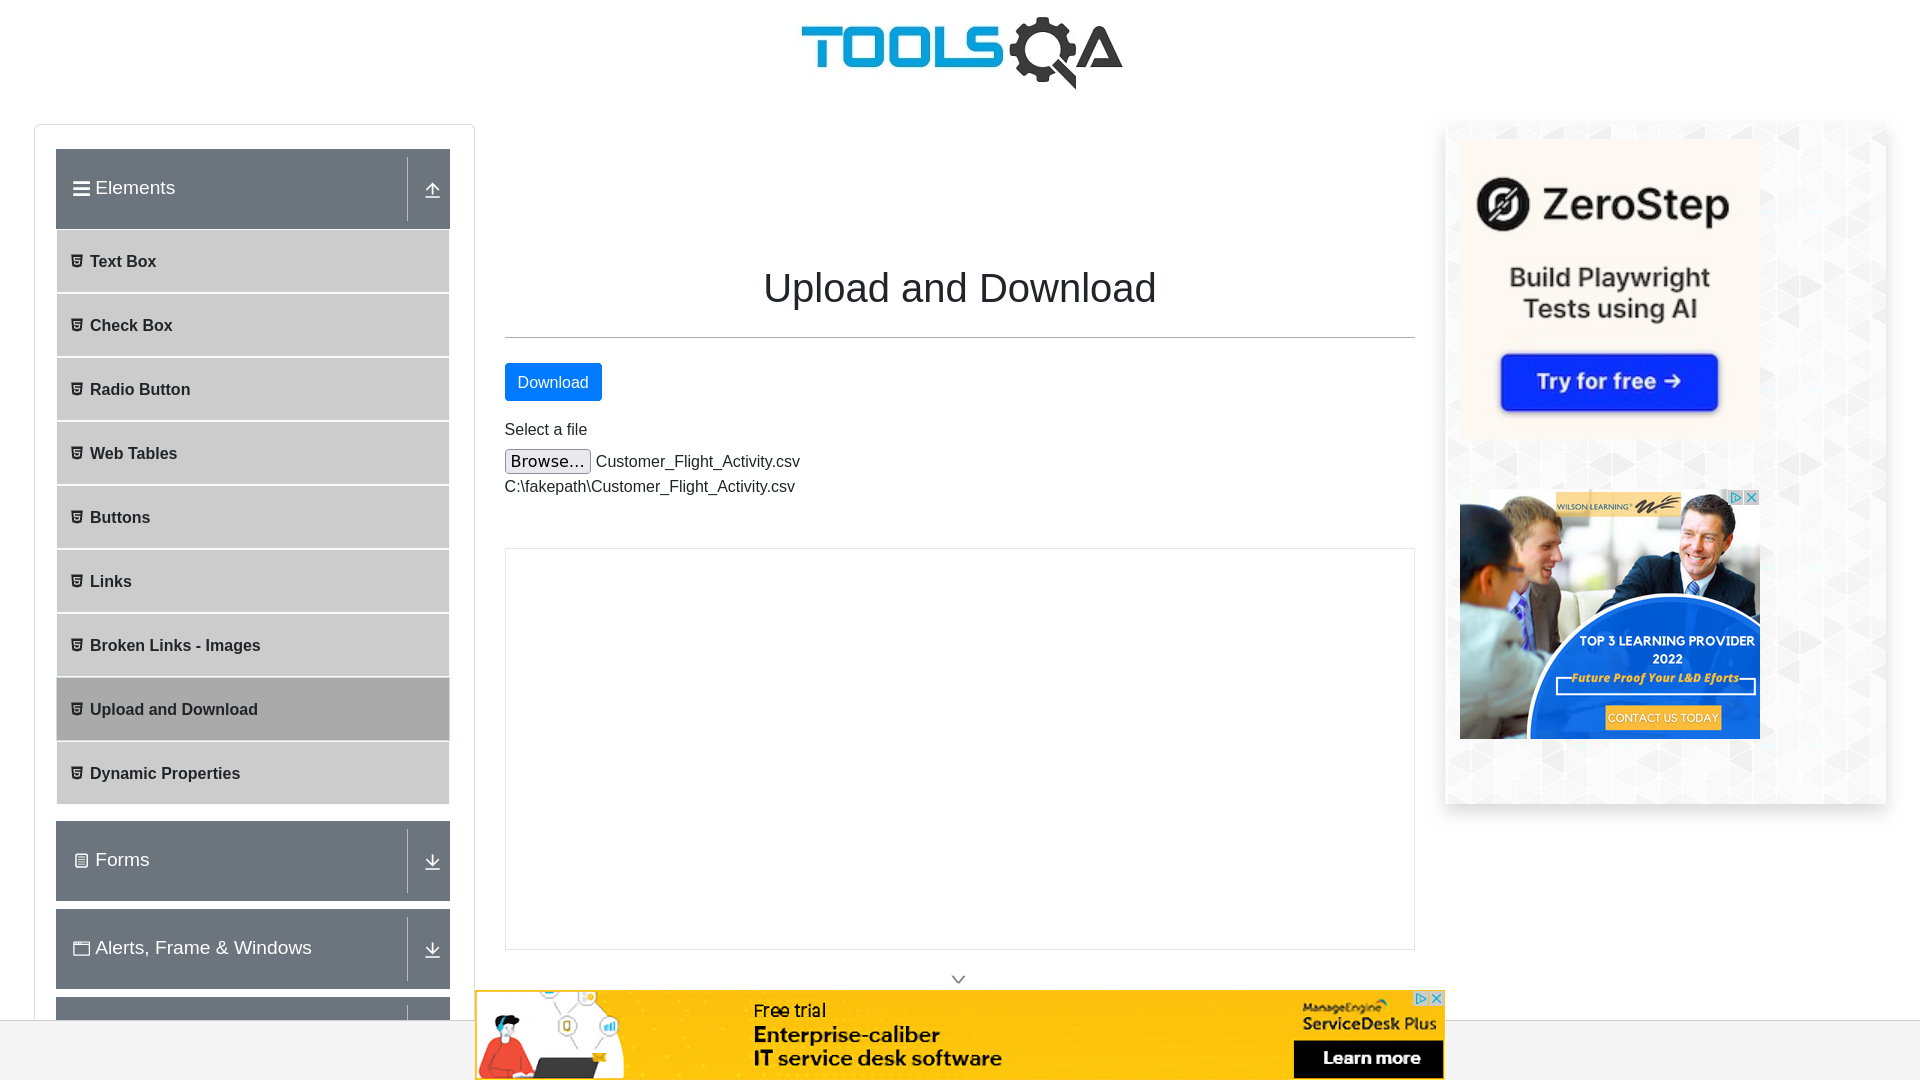 TOOLSQA
Elements
Text Box
Check Box
Radio Button
Web Tables
Buttons
Links
Broken Links - Images
Upload and Download
Dynamic Properties
Forms
Alerts, Frame & Windows
Upload and Download
Download
Select a file
Browse... Customer_Flight_Activity.csv
C:\fakepath\Customer_Flight_Activity.csv
ZeroStep
Build Playwright
Tests using AI
Try for free →
WILSON LEARNING®
TOP 3 LEARNING PROVIDER
2022
Future Proof Your L&D Eforts
CONTACT US TODAY
Free trial
Enterprise-caliber
IT service desk software
ManageEngine
ServiceDesk Plus
Learn more